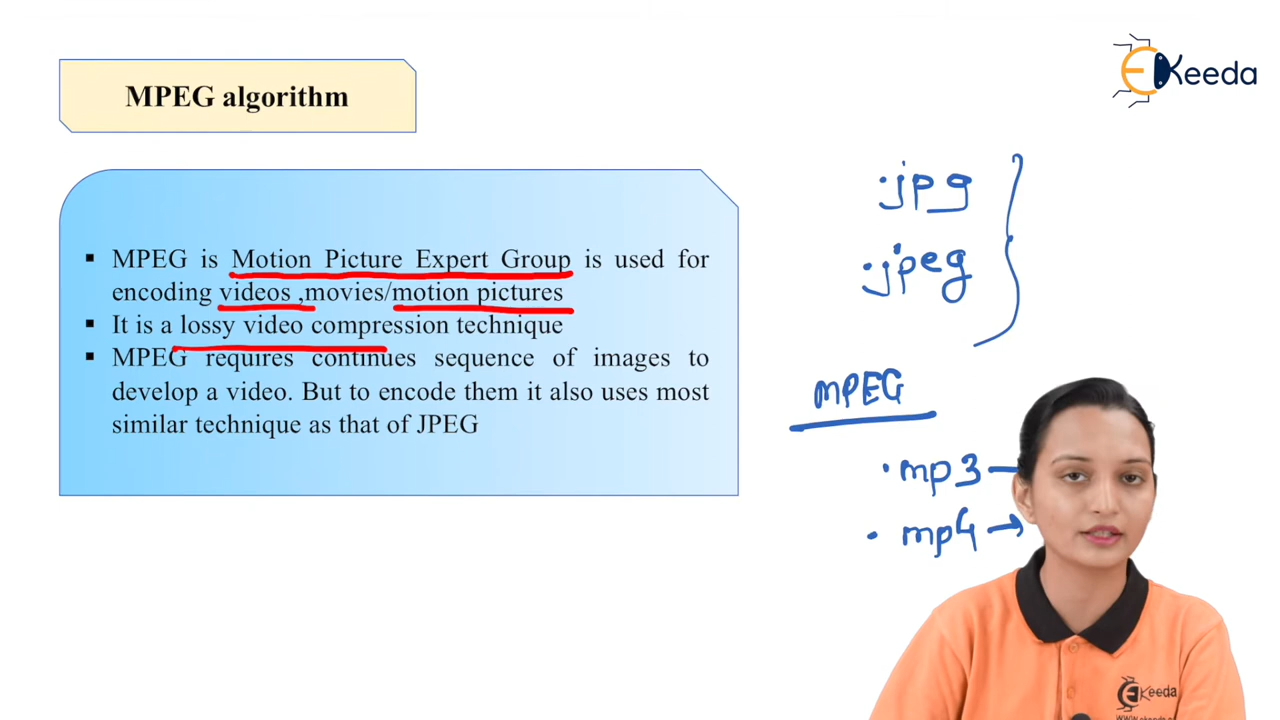 MPEG algorithm
EKeeda
▪ MPEG is Motion Picture Expert Group is used for
encoding videos ,movies/motion pictures
▪ It is a lossy video compression technique
▪ MPEG requires continues sequence of images to
develop a video. But to encode them it also uses most
similar technique as that of JPEG
.jpg
.jpeg
MPEG
.mp3
.mp4
EKeeda